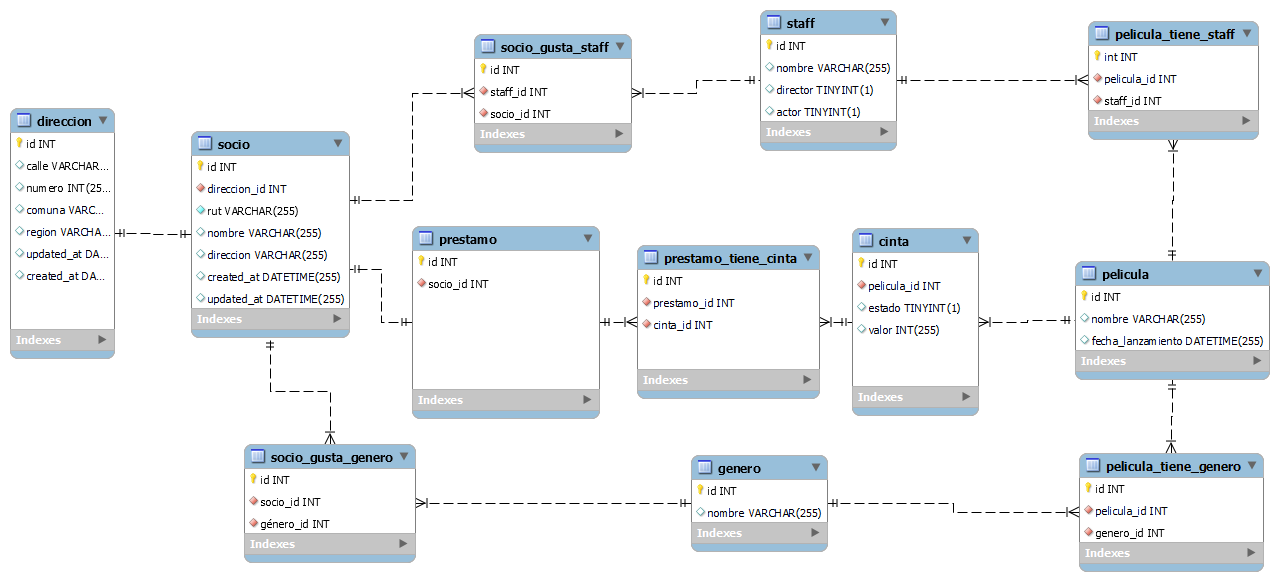 direccion
id INT
calle VARCHAR...
numero INT(25...
comuna VARC...
region VARCHA...
updated_at DA...
created_at DA...
Indexes
socio
id INT
direccion_id INT
rut VARCHAR(255)
nombre VARCHAR(255)
direccion VARCHAR(255)
created_at DATETIME(255)
updated_at DATETIME(255)
Indexes
socio_gusta_staff
id INT
staff_id INT
socio_id INT
Indexes
staff
id INT
nombre VARCHAR(255)
director TINYINT(1)
actor TINYINT(1)
Indexes
pelicula_tiene_staff
int INT
pelicula_id INT
staff_id INT
Indexes
prestamo
id INT
socio_id INT
Indexes
prestamo_tiene_cinta
id INT
prestamo_id INT
cinta_id INT
Indexes
cinta
id INT
pelicula_id INT
estado TINYINT(1)
valor INT(255)
Indexes
pelicula
id INT
nombre VARCHAR(255)
fecha_lanzamiento DATETIME(255)
Indexes
socio_gusta_genero
id INT
socio_id INT
género_id INT
Indexes
genero
id INT
nombre VARCHAR(255)
Indexes
pelicula_tiene_genero
id INT
pelicula_id INT
genero_id INT
Indexes